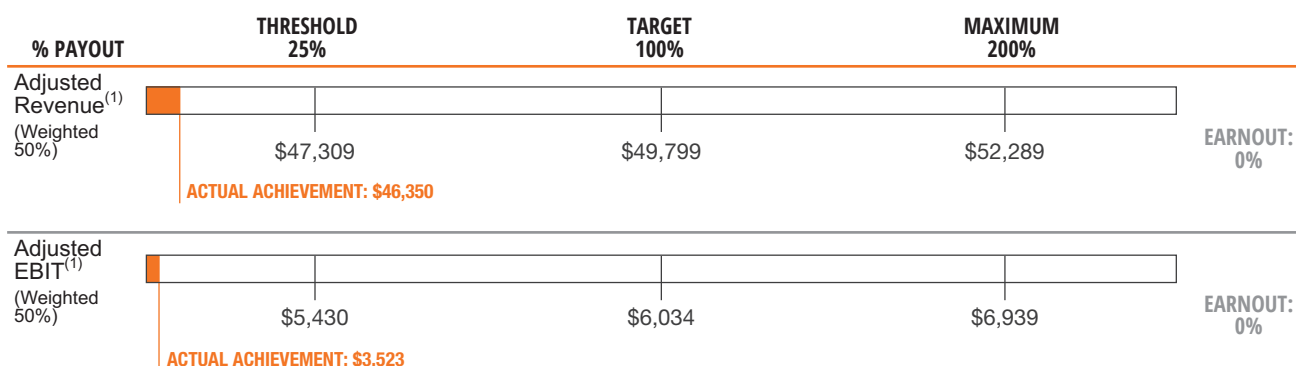 % PAYOUT
THRESHOLD
25%
TARGET
100%
MAXIMUM
200%
Adjusted
Revenue(1)
(Weighted
50%)
$47,309
$49,799
$52,289
EARNOUT:
0%
ACTUAL ACHIEVEMENT: $46,350
Adjusted
EBIT(1)
(Weighted
50%)
$5,430
$6,034
$6,939
EARNOUT:
0%
ACTUAL ACHIEVEMENT: $3,523